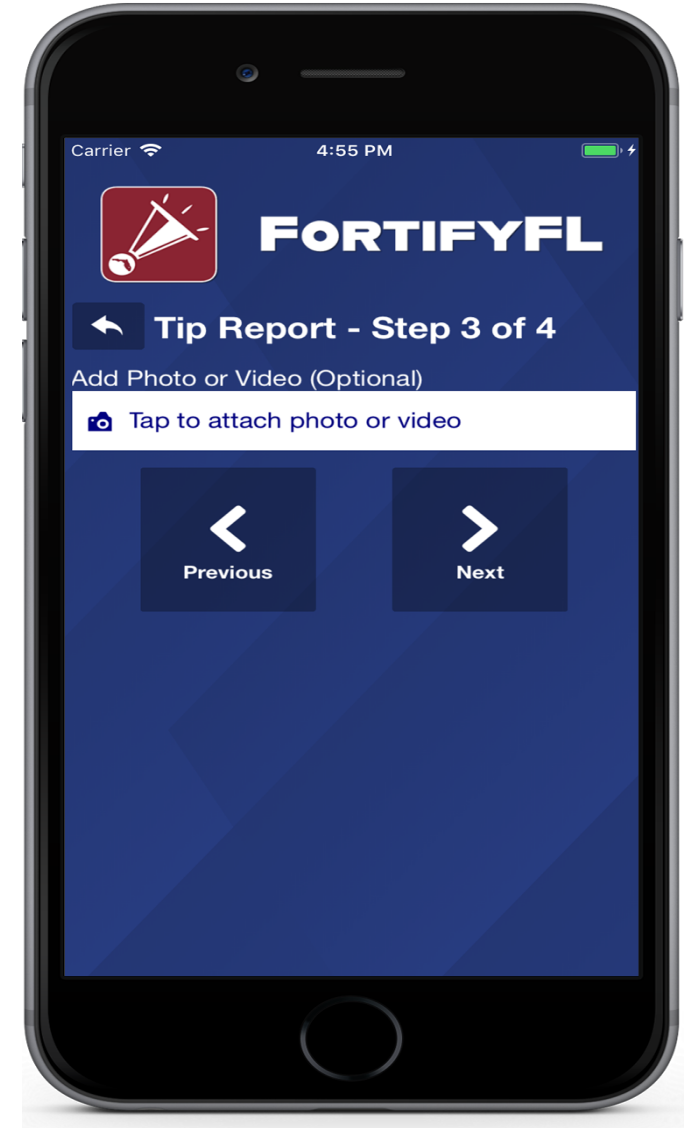 Carrier
4:55 PM
FORTIFYFL
Tip Report - Step 3 of 4
Add Photo or Video (Optional)
Tap to attach photo or video
Previous
Next